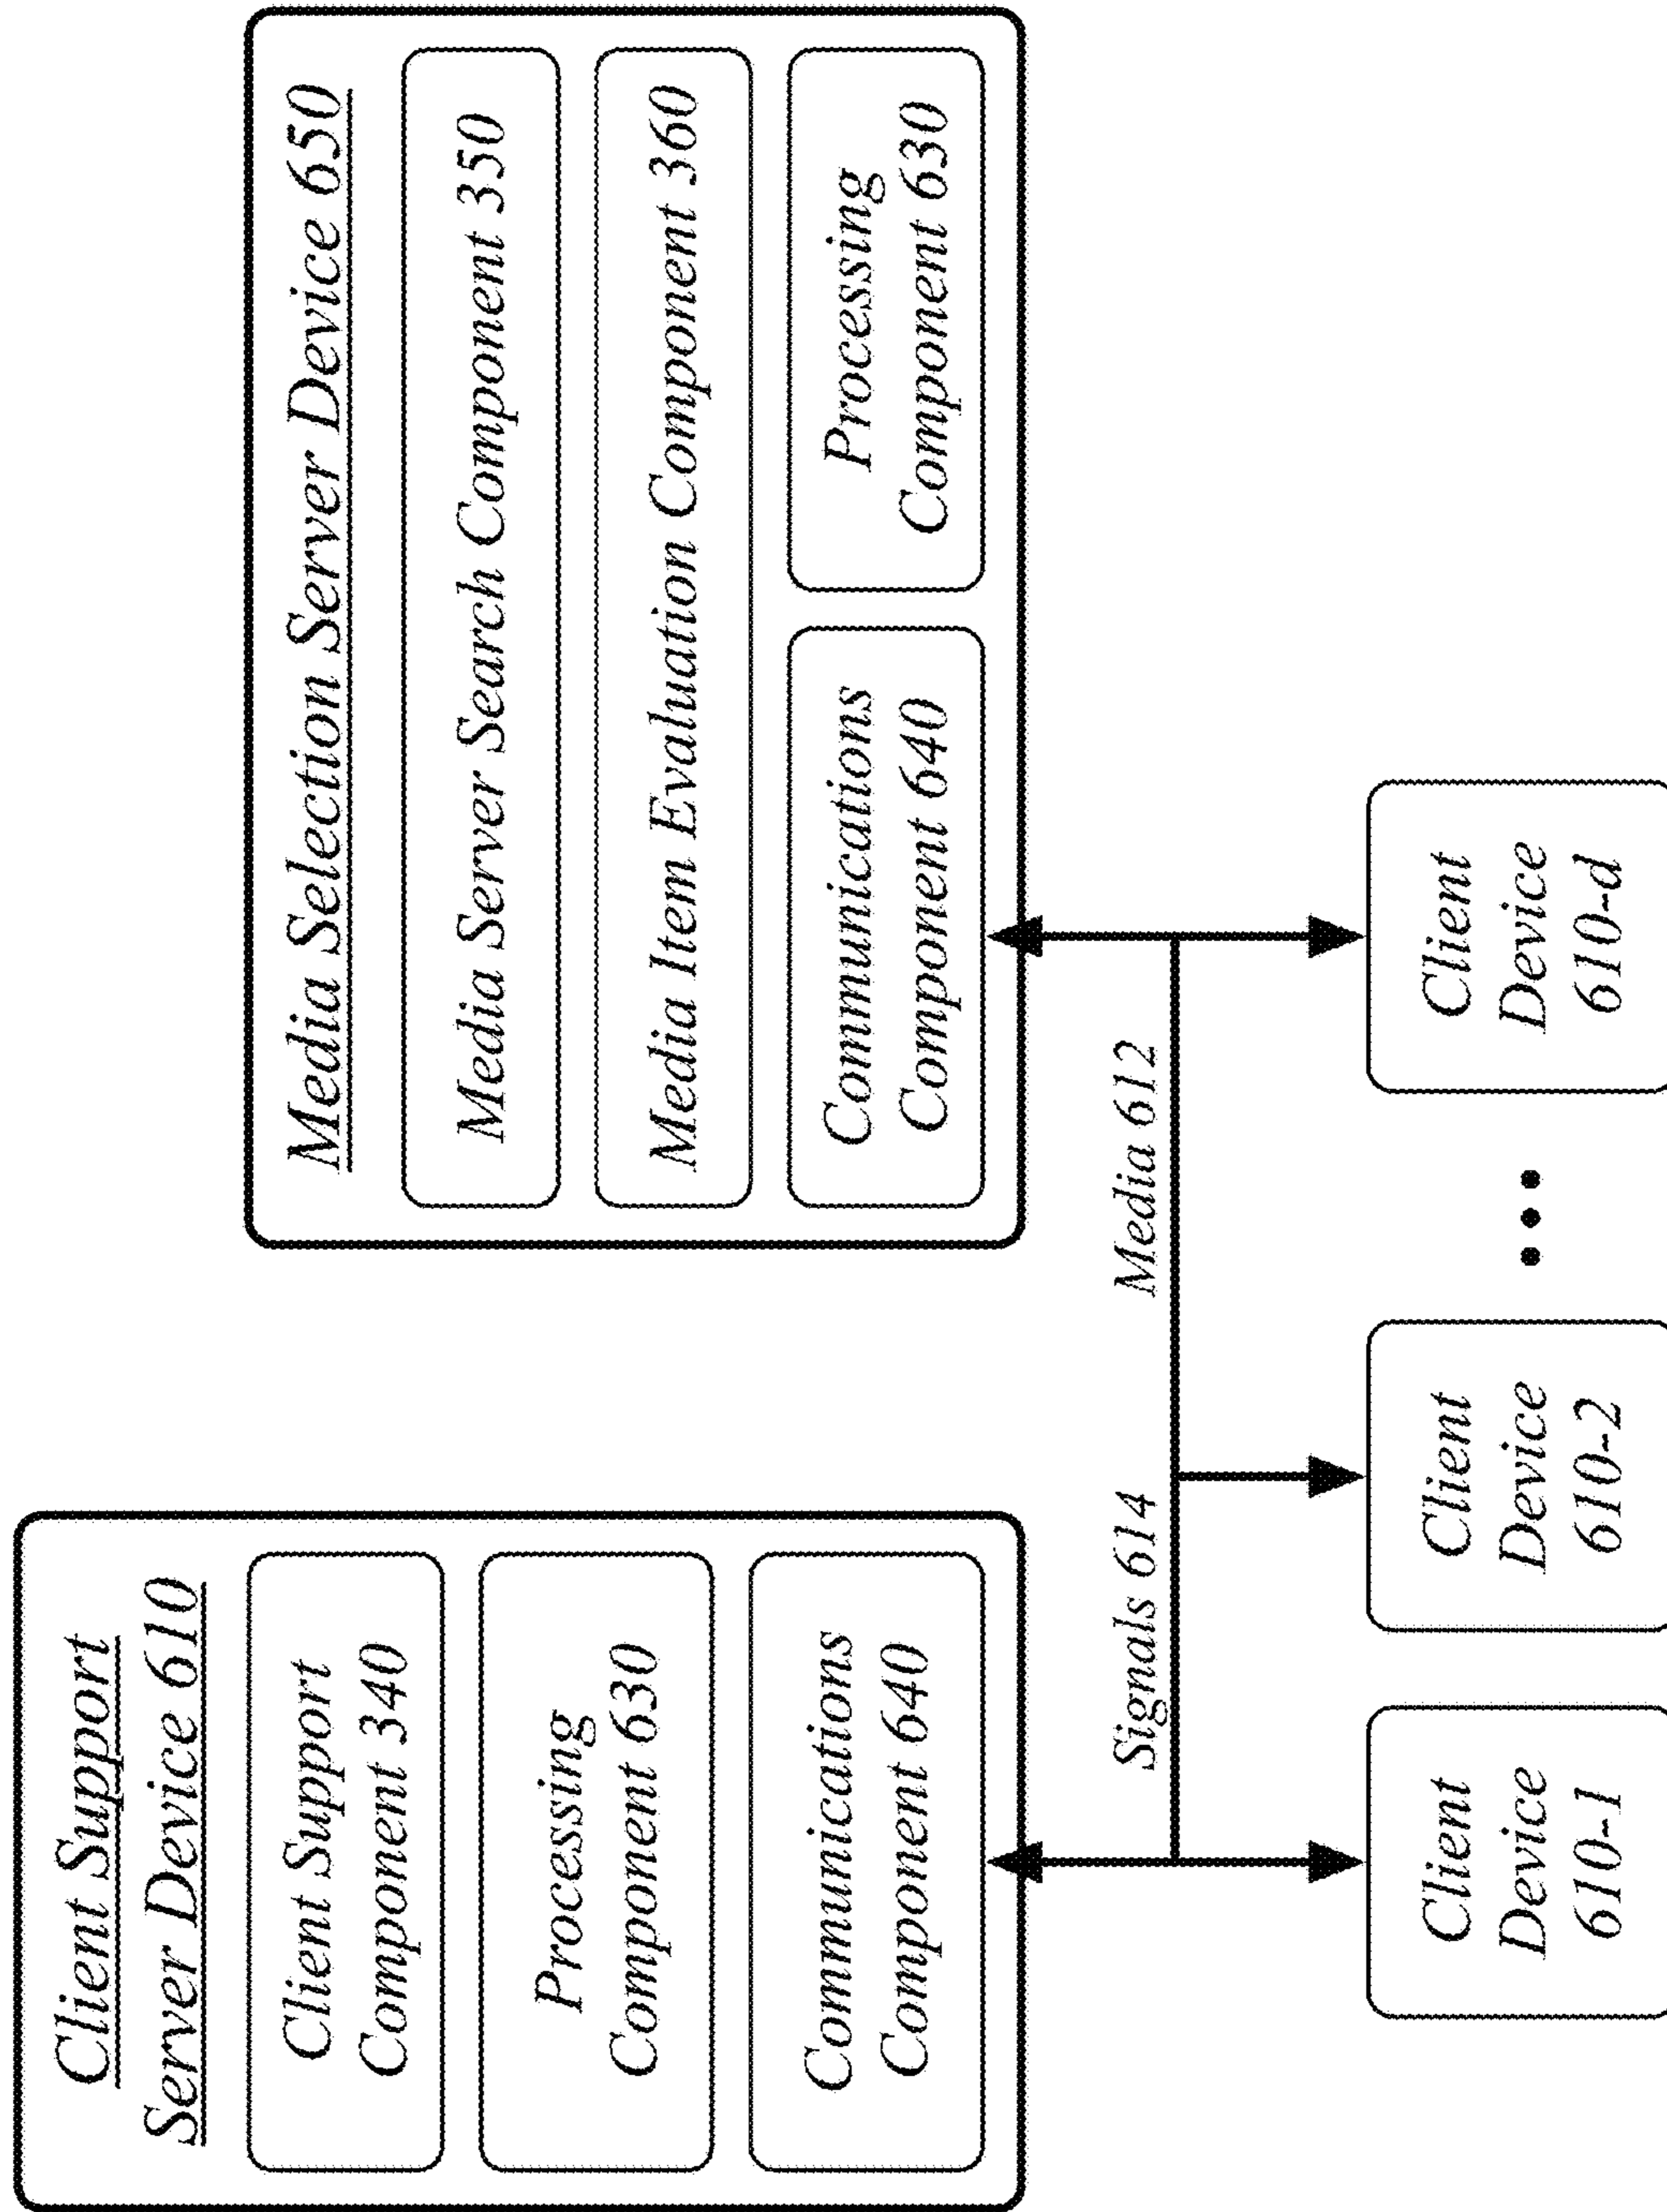 Client Support
Server Device 610
Client Support
Component 340
Processing
Component 630
Communications
Component 640
Media Selection Server Device 650
Media Server Search Component 350
Media Item Evaluation Component 360
Communications
Component 640
Processing
Component 630
Signals 614
Media 612
Client
Device
610-1
Client
Device
610-2
•••
Client
Device
610-d